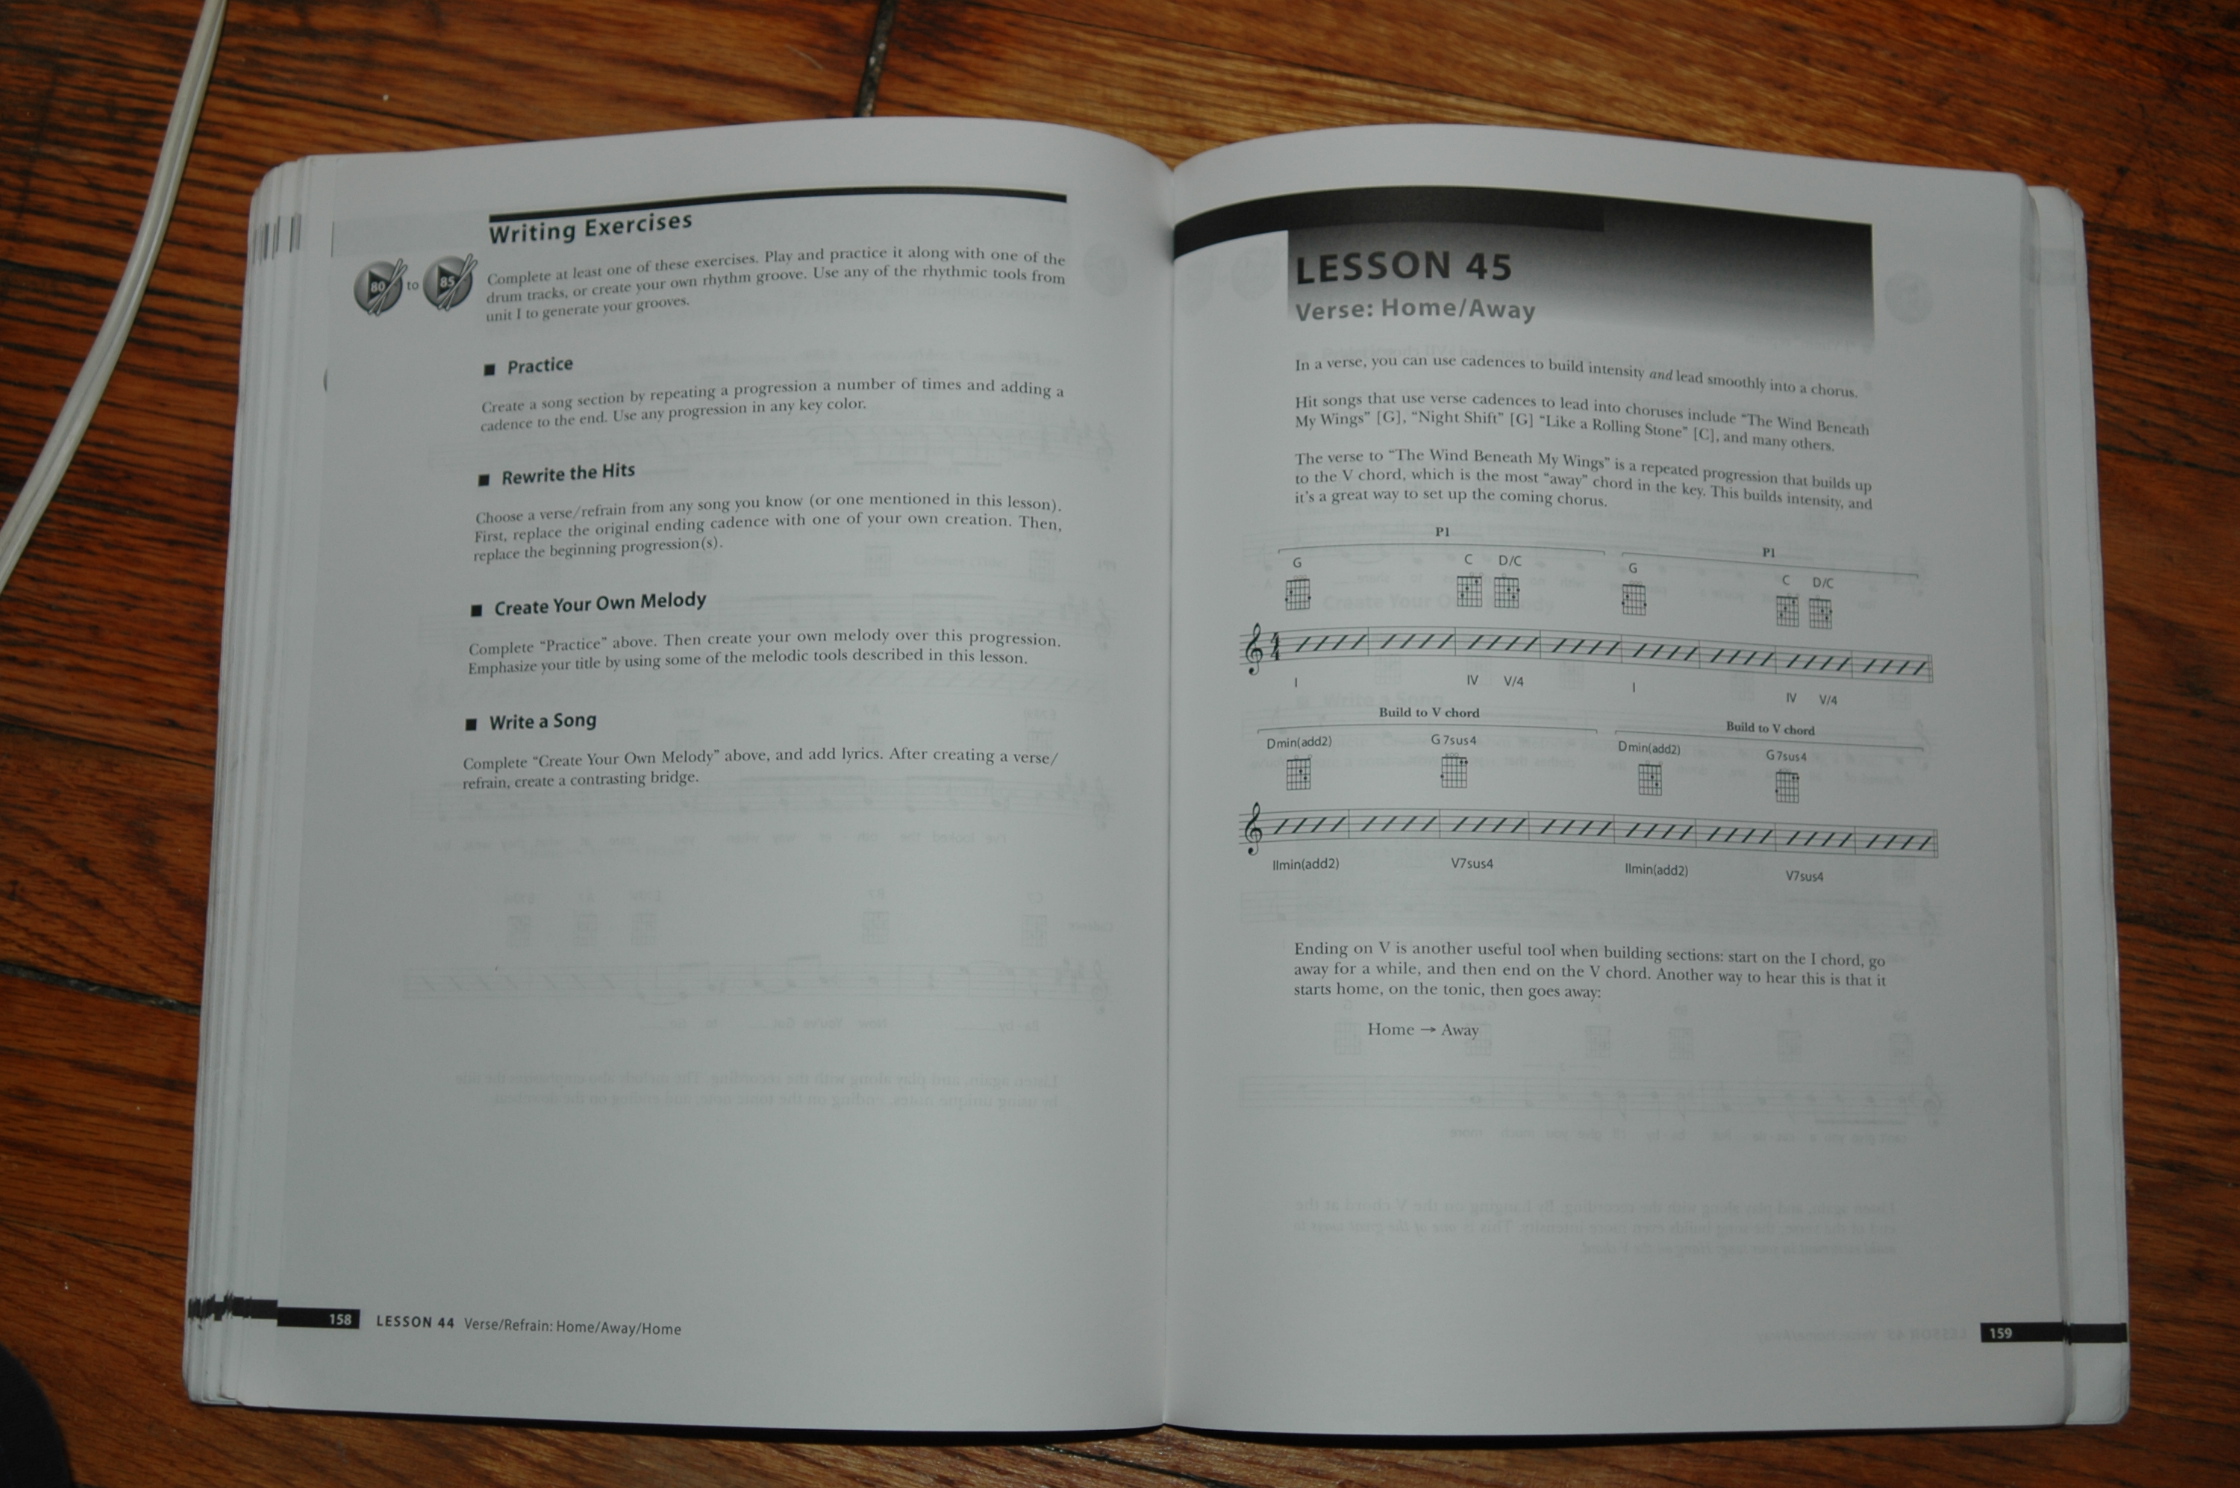 Writing Exercises
80 to 85
Complete at least one of these exercises. Play and practice it along with one of the
drum tracks, or create your own rhythm groove. Use any of the rhythmic tools from
unit I to generate your grooves.
■ Practice
Create a song section by repeating a progression a number of times and adding a
cadence to the end. Use any progression in any key color.
■ Rewrite the Hits
Choose a verse/refrain from any song you know (or one mentioned in this lesson).
First, replace the original ending cadence with one of your own creation. Then,
replace the beginning progression(s).
■ Create Your Own Melody
Complete “Practice” above. Then create your own melody over this progression.
Emphasize your title by using some of the melodic tools described in this lesson.
■ Write a Song
Complete “Create Your Own Melody” above, and add lyrics. After creating a verse/
refrain, create a contrasting bridge.
158 LESSON 44 Verse/Refrain: Home/Away/Home
LESSON 45
Verse: Home/Away
In a verse, you can use cadences to build intensity and lead smoothly into a chorus.
Hit songs that use verse cadences to lead into choruses include “The Wind Beneath
My Wings” [G], “Night Shift” [G] “Like a Rolling Stone” [C], and many others.
The verse to “The Wind Beneath My Wings” is a repeated progression that builds up
to the V chord, which is the most “away” chord in the key. This builds intensity, and
it’s a great way to set up the coming chorus.
P1 P1
G C D/C G C D/C
I IV V/4 I IV V/4
Build to V chord Build to V chord
Dmin(add2) G7sus4 Dmin(add2) G7sus4
IImin(add2) V7sus4 IImin(add2) V7sus4
Ending on V is another useful tool when building sections: start on the I chord, go
away for a while, and then end on the V chord. Another way to hear this is that it
starts home, on the tonic, then goes away:
Home → Away
159